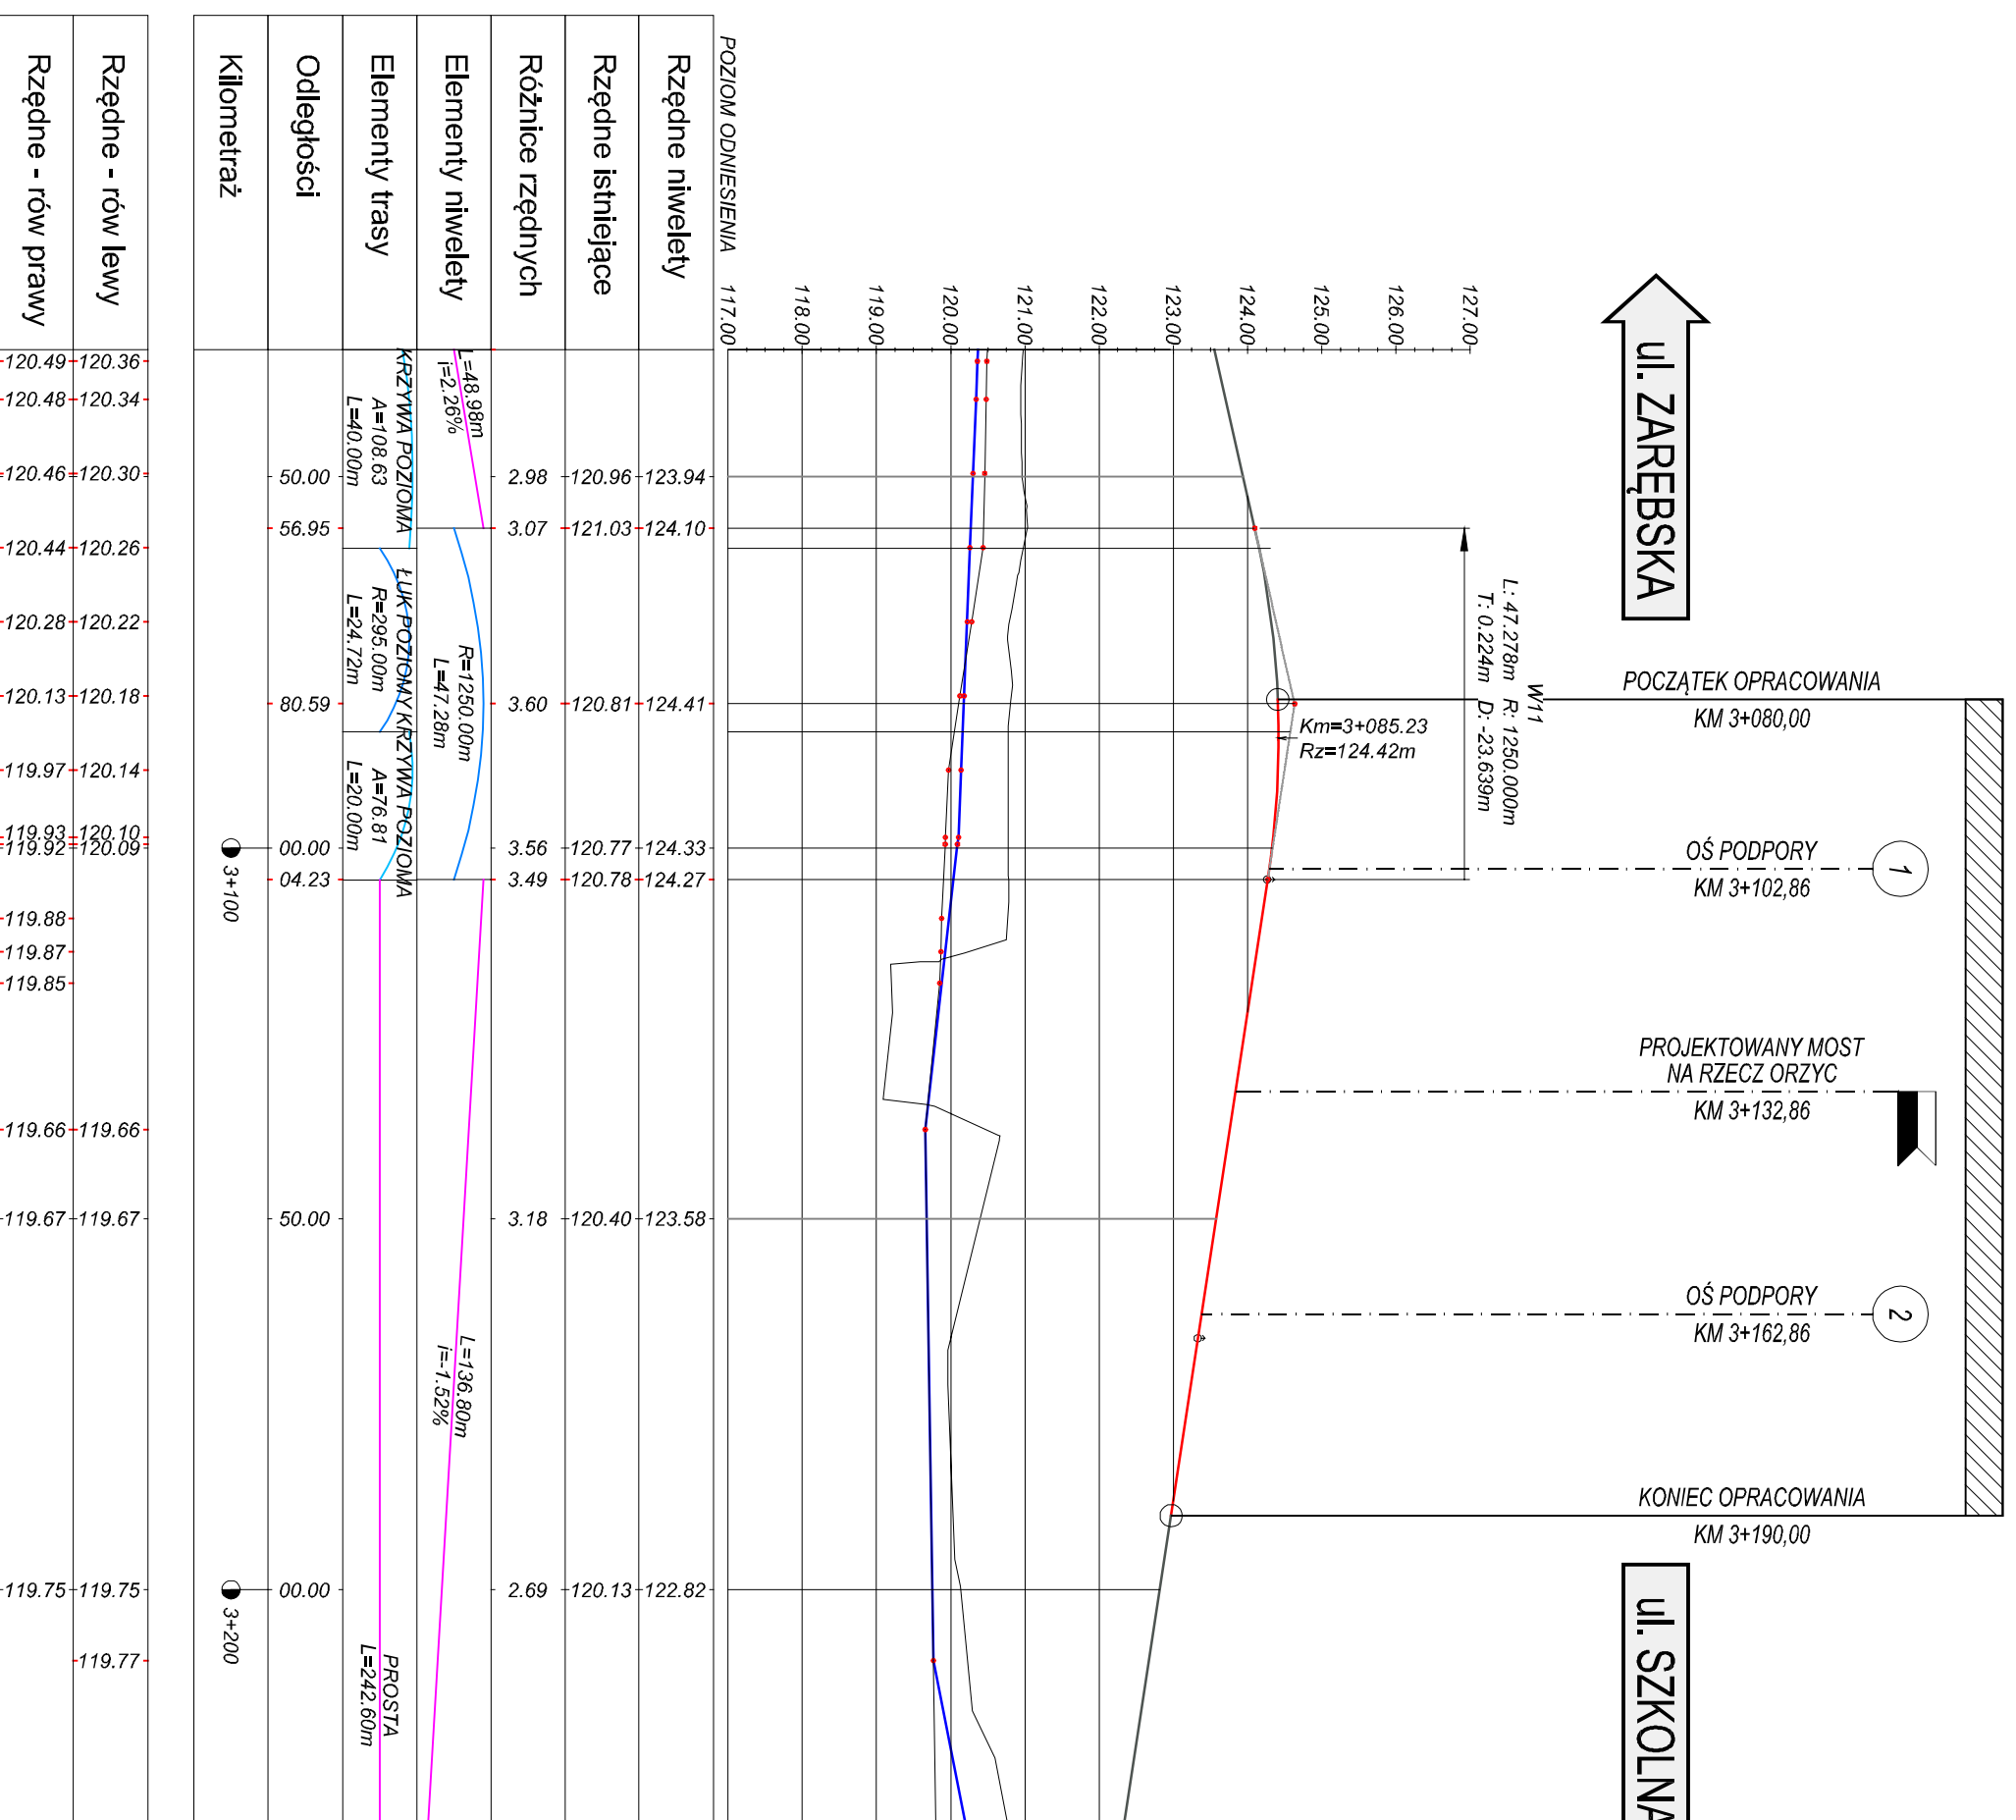 ul. ZARĘBSKA
ul. SZKOLNA
POCZĄTEK OPRACOWANIA
KM 3+080,00
1
OŚ PODPORY
KM 3+102,86
PROJEKTOWANY MOST
NA RZECZ ORZYC
KM 3+132,86
2
OŚ PODPORY
KM 3+162,86
KONIEC OPRACOWANIA
KM 3+190,00
W11
L: 47.278m R: 1250.000m
T: 0.224m D: -23.639m
Km=3+085.23
Rz=124.42m
127.00
126.00
125.00
124.00
123.00
122.00
121.00
120.00
119.00
118.00
117.00
POZIOM ODNIESIENIA
Rzędne niwelety
123.94
124.10
124.41
124.33
124.27
123.58
122.82
Rzędne istniejące
120.96
121.03
120.81
120.77
120.78
120.40
120.13
Różnice rzędnych
2.98
3.07
3.60
3.56
3.49
3.18
2.69
Elementy niwelety
L=48.98m
i=2.26%
R=1250.00m
L=47.28m
L=136.80m
i=-1.52%
Elementy trasy
KRZYWA POZIOMA
A=108.63
L=40.00m
ŁUK POZIOMY
R=295.00m
L=24.72m
KRZYWA POZIOMA
A=76.81
L=20.00m
PROSTA
L=242.60m
Odległości
50.00
56.95
80.59
00.00
04.23
50.00
00.00
Kilometraż
3+100
3+200
Rzędne - rów lewy
120.36
120.34
120.30
120.26
120.22
120.18
120.14
120.10
120.09
119.66
119.67
119.75
119.77
Rzędne - rów prawy
120.49
120.48
120.46
120.44
120.28
120.13
119.97
119.93
119.92
119.88
119.87
119.85
119.66
119.67
119.75